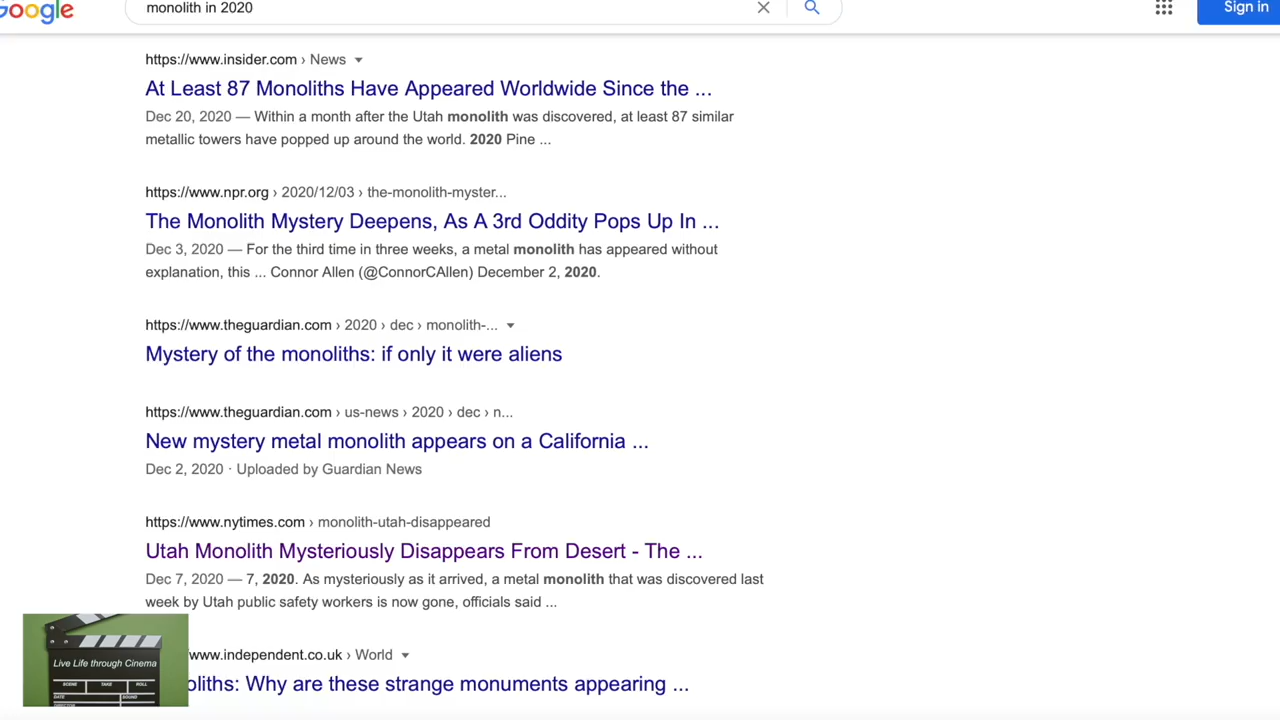 Google
monolith in 2020
Sign in
https://www.insider.com › News
At Least 87 Monoliths Have Appeared Worldwide Since the ...
Dec 20, 2020 — Within a month after the Utah monolith was discovered, at least 87 similar
metallic towers have popped up around the world. 2020 Pine ...
https://www.npr.org › 2020/12/03 › the-monolith-myster...
The Monolith Mystery Deepens, As A 3rd Oddity Pops Up In ...
Dec 3, 2020 — For the third time in three weeks, a metal monolith has appeared without
explanation, this ... Connor Allen (@ConnorCAllen) December 2, 2020.
https://www.theguardian.com › 2020 › dec › monolith-...
Mystery of the monoliths: if only it were aliens
https://www.theguardian.com › us-news › 2020 › dec › n...
New mystery metal monolith appears on a California ...
Dec 2, 2020 · Uploaded by Guardian News
https://www.nytimes.com › monolith-utah-disappeared
Utah Monolith Mysteriously Disappears From Desert - The ...
Dec 7, 2020 — 7, 2020. As mysteriously as it arrived, a metal monolith that was discovered last
week by Utah public safety workers is now gone, officials said ...
www.independent.co.uk › World
oliths: Why are these strange monuments appearing ...
Live Life through Cinema
SCENE TAKE ROLL
DATE SOUND